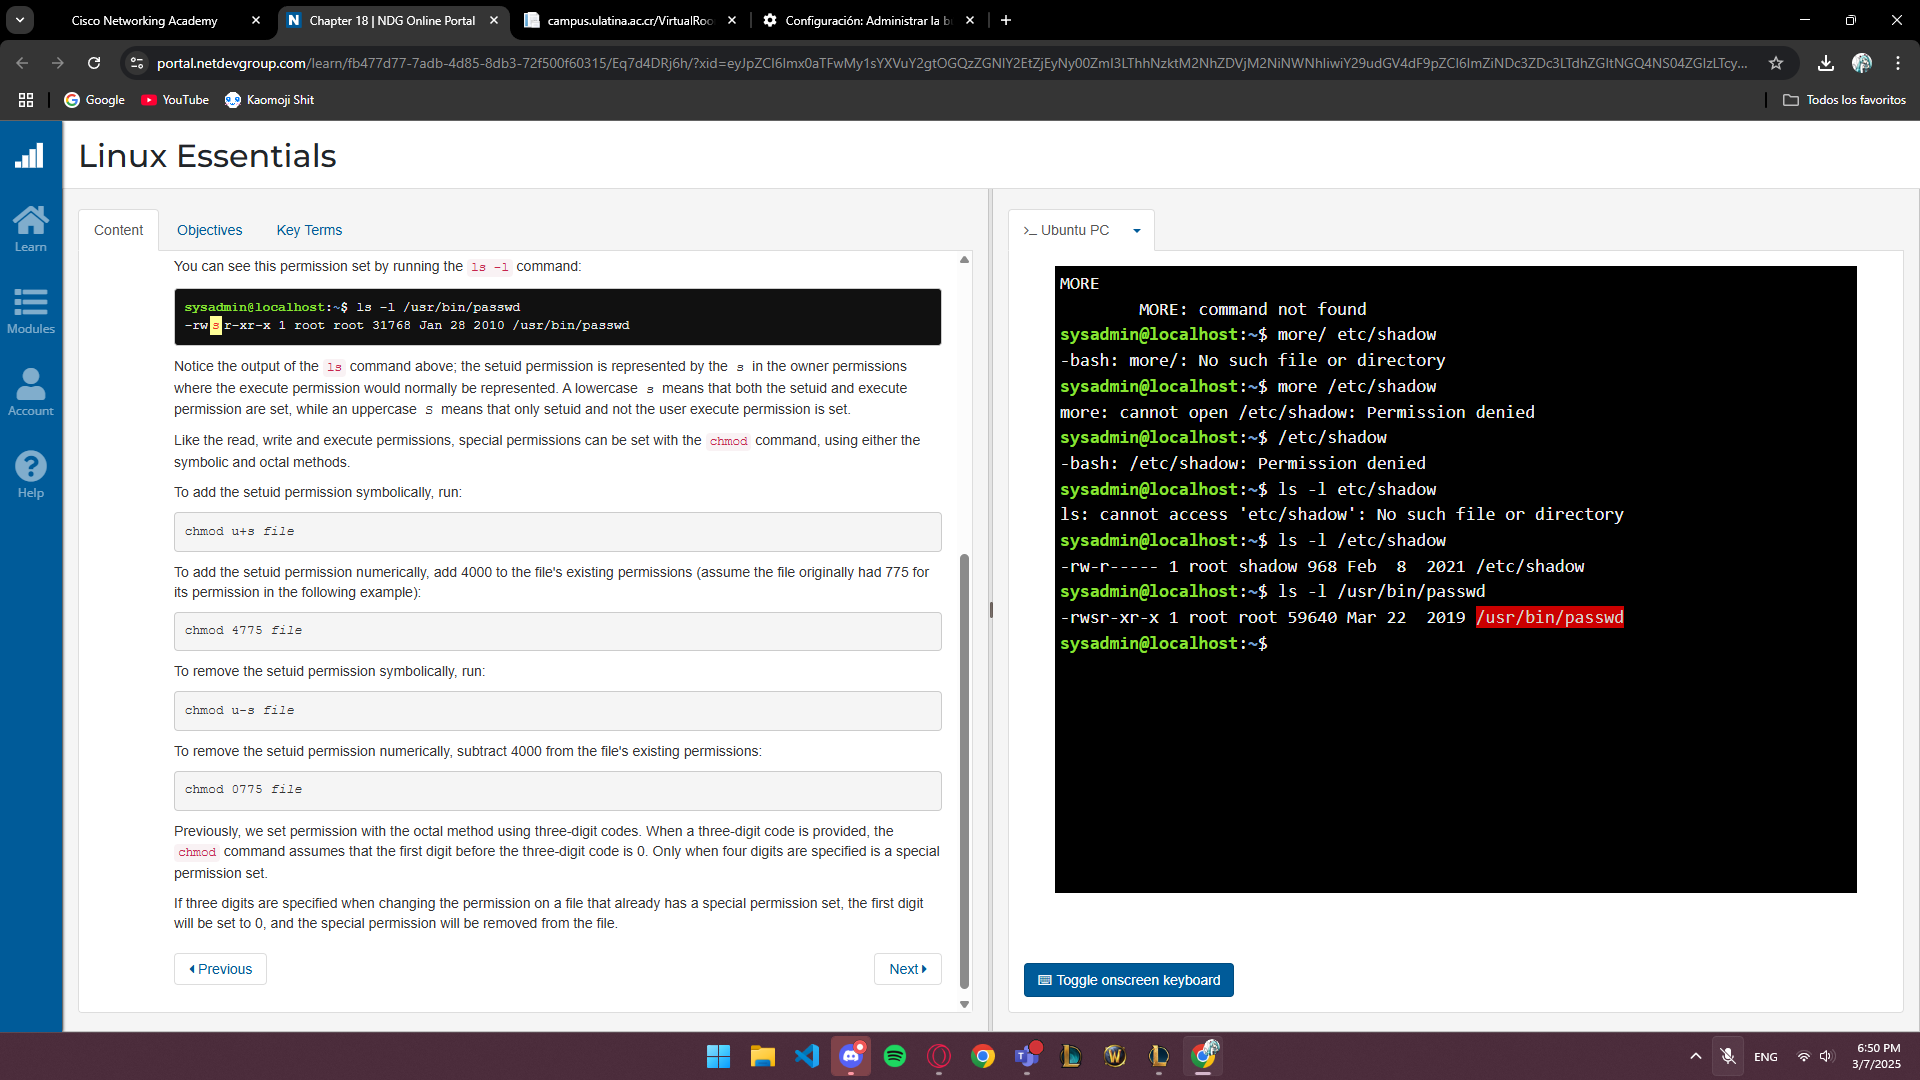 Cisco Networking Academy
Chapter 18 | NDG Online Portal
campus.ulatina.ac.cr/VirtualRoo
Configuración: Administrar la b
portal.netdevgroup.com/learn/fb477d77-7adb-4d85-8db3-72f500f60315/Eq7d4DRj6h/?xid=
Google
YouTube
Kaomoji Shit
Todos los favoritos
Linux Essentials
Learn
Modules
Account
Help
Content
Objectives
Key Terms
You can see this permission set by running the ls -l command:
sysadmin@localhost:~$ ls -l /usr/bin/passwd
-rwsr-xr-x 1 root root 31768 Jan 28 2010 /usr/bin/passwd
Notice the output of the ls command above; the setuid permission is represented by the s in the owner permissions
where the execute permission would normally be represented. A lowercase s means that both the setuid and execute
permission are set, while an uppercase S means that only setuid and not the user execute permission is set.
Like the read, write and execute permissions, special permissions can be set with the chmod command, using either the
symbolic and octal methods.
To add the setuid permission symbolically, run:
chmod u+s file
To add the setuid permission numerically, add 4000 to the file's existing permissions (assume the file originally had 775 for
its permission in the following example):
chmod 4775 file
To remove the setuid permission symbolically, run:
chmod u-s file
To remove the setuid permission numerically, subtract 4000 from the file's existing permissions:
chmod 0775 file
Previously, we set permission with the octal method using three-digit codes. When a three-digit code is provided, the
chmod command assumes that the first digit before the three-digit code is 0. Only when four digits are specified is a special
permission set.
If three digits are specified when changing the permission on a file that already has a special permission set, the first digit
will be set to 0, and the special permission will be removed from the file.
Previous
Next
>_ Ubuntu PC
MORE
MORE: command not found
sysadmin@localhost:~$ more/ etc/shadow
-bash: more/: No such file or directory
sysadmin@localhost:~$ more /etc/shadow
more: cannot open /etc/shadow: Permission denied
sysadmin@localhost:~$ /etc/shadow
-bash: /etc/shadow: Permission denied
sysadmin@localhost:~$ ls -l etc/shadow
ls: cannot access 'etc/shadow': No such file or directory
sysadmin@localhost:~$ ls -l /etc/shadow
-rw-r----- 1 root shadow 968 Feb  8  2021 /etc/shadow
sysadmin@localhost:~$ ls -l /usr/bin/passwd
-rwsr-xr-x 1 root root 59640 Mar 22  2019 /usr/bin/passwd
sysadmin@localhost:~$
Toggle onscreen keyboard
ENG
6:50 PM
3/7/2025